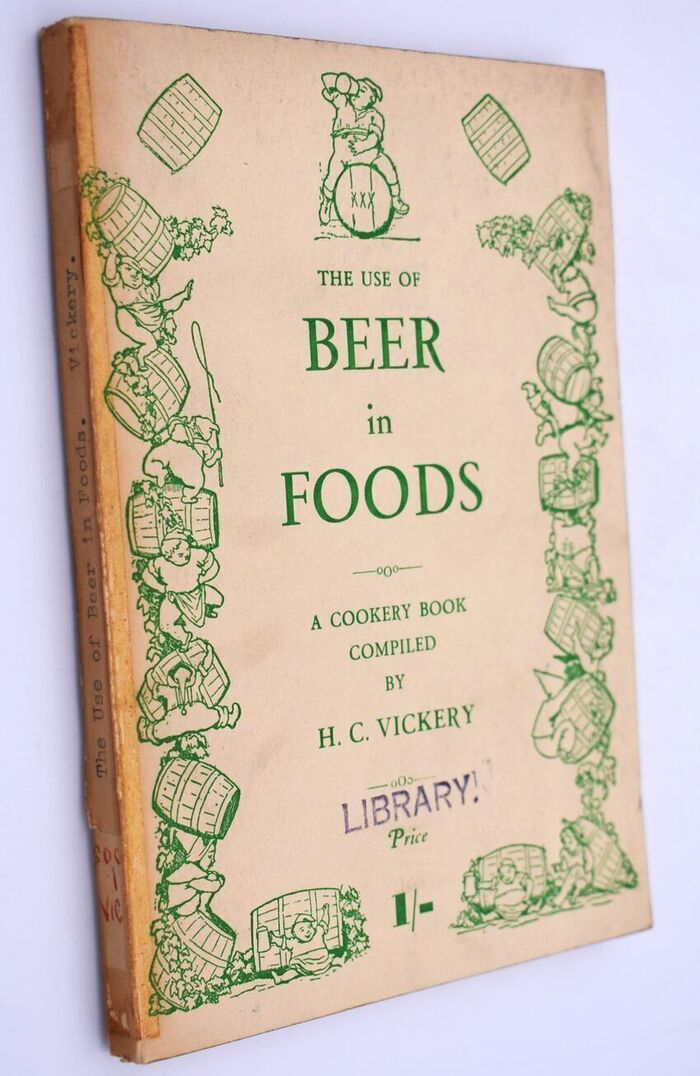 XXX
THE USE OF
BEER
in
FOODS
A COOKERY BOOK
COMPILED
BY
H. C. VICKERY
LIBRARY.
Price
1/-
The Use of Beer in Foods. Vickery.
VIC